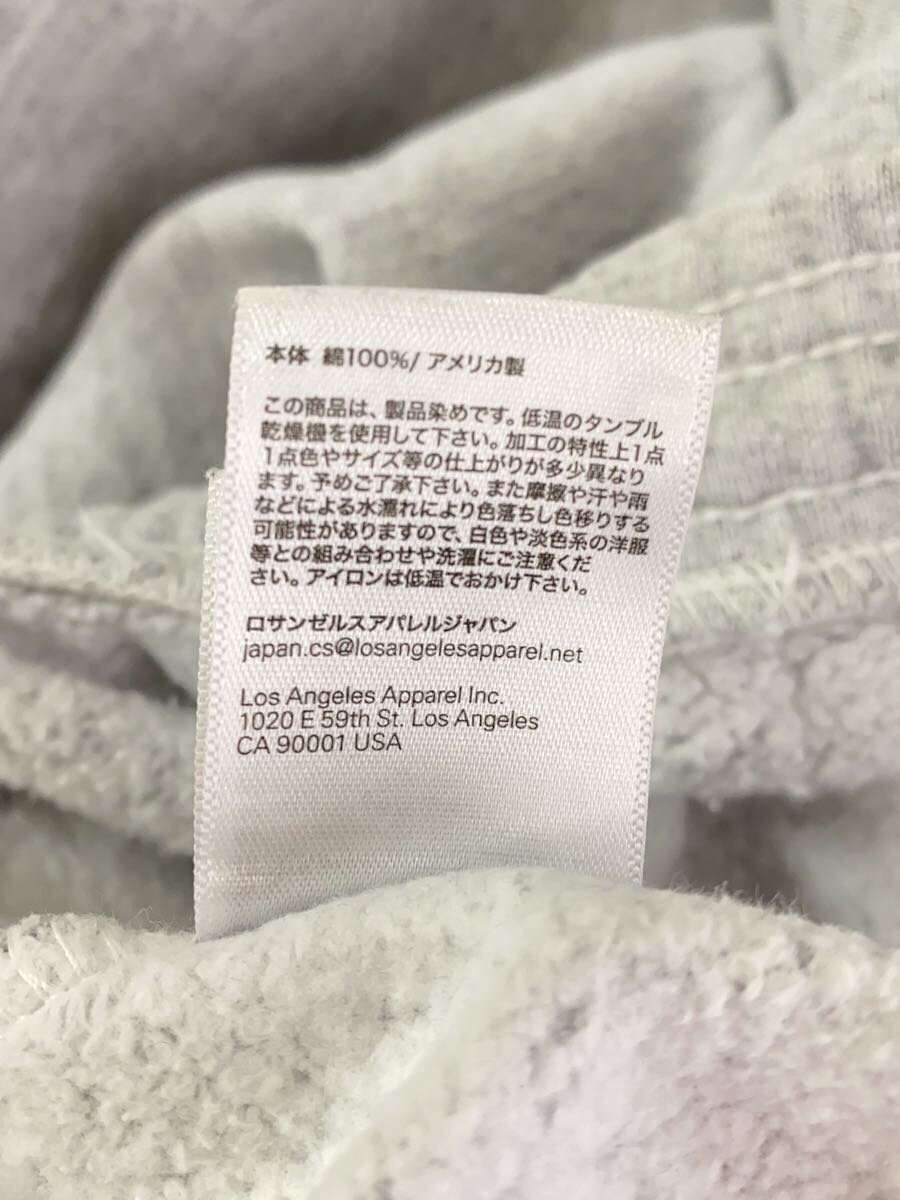 本体 綿100%/ アメリカ製
この商品は、製品染めです。低温のタンブル
乾燥機を使用して下さい。加工の特性上1点
1点色やサイズ等の仕上がりが多少異なり
ます。予めご了承下さい。また摩擦や汗や雨
などによる水濡れにより色落ちし色移りする
可能性がありますので、白色や淡色系の洋服
等との組み合わせや洗濯にご注意くだ
さい。アイロンは低温でおかけ下さい。
ロサンゼルスアパレルジャパン
japan.cs@losangelesapparel.net
Los Angeles Apparel Inc.
1020 E 59th St. Los Angeles
CA 90001 USA